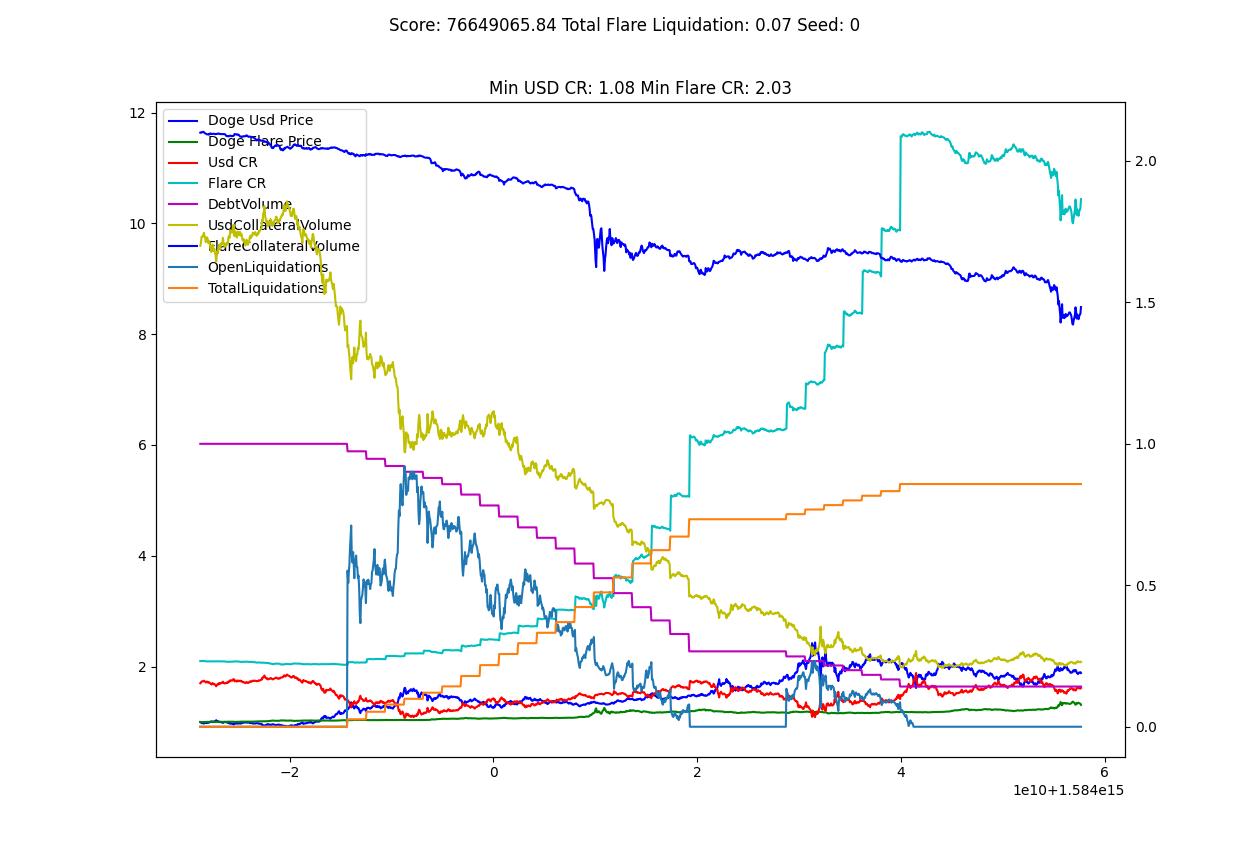 Score: 76649065.84 Total Flare Liquidation: 0.07 Seed: 0
Min USD CR: 1.08 Min Flare CR: 2.03
Doge Usd Price
Doge Flare Price
Usd CR
Flare CR
DebtVolume
UsdCollateralVolume
FlareCollateralVolume
OpenLiquidations
TotalLiquidations
12
10
8
6
4
2
2.0
1.5
1.0
0.5
0.0
−2
0
2
4
6
1e10+1.584e15